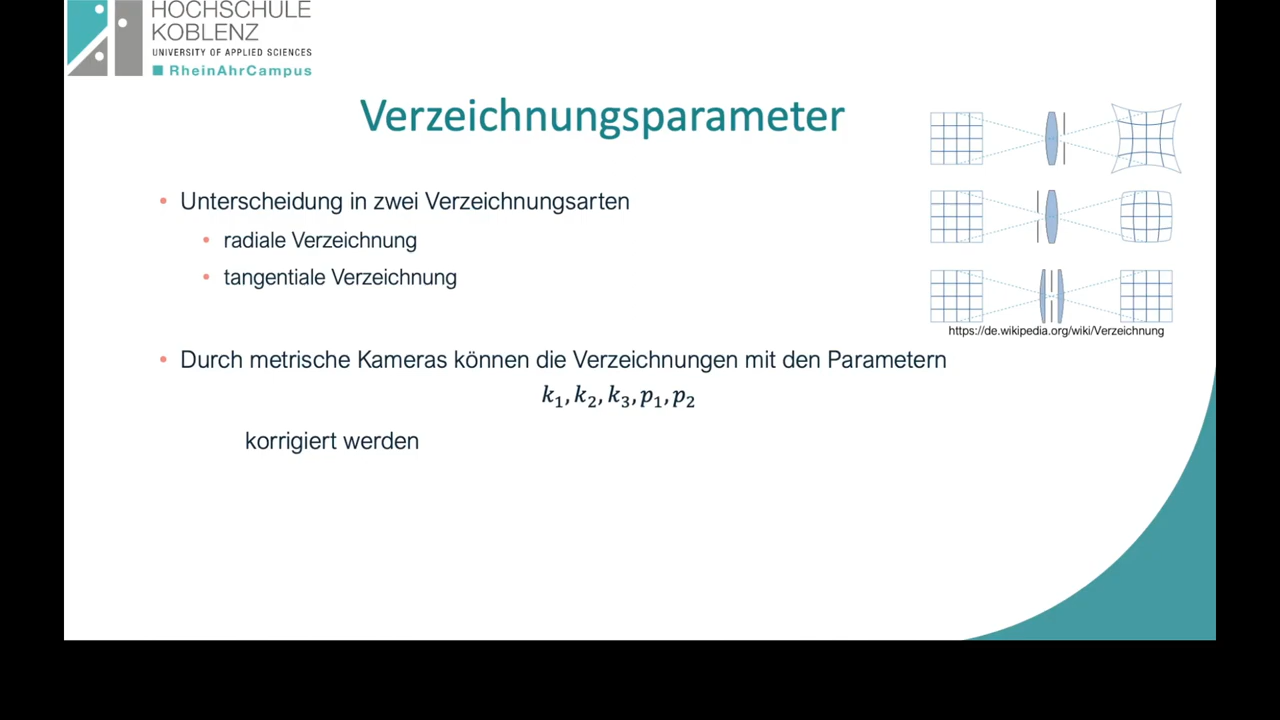 HOCHSCHULE
KOBLENZ
UNIVERSITY OF APPLIED SCIENCES
RheinAhrCampus
Verzeichnungsparameter
• Unterscheidung in zwei Verzeichnungsarten
• radiale Verzeichnung
• tangentiale Verzeichnung
https://de.wikipedia.org/wiki/Verzeichnung
• Durch metrische Kameras können die Verzeichnungen mit den Parametern
k₁, k₂, k₃, p₁, p₂
korrigiert werden